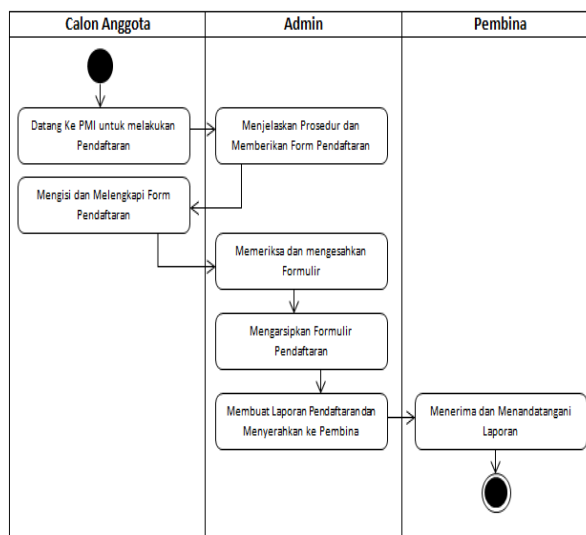 Calon Anggota
Admin
Pembina
Datang Ke PMI untuk melakukan
Pendaftaran
Menjelaskan Prosedur dan
Memberikan Form Pendaftaran
Mengisi dan Melengkapi Form
Pendaftaran
Memeriksa dan mengesahkan
Formulir
Mengarsipkan Formulir
Pendaftaran
Membuat Laporan Pendaftaran dan
Menyerahkan ke Pembina
Menerima dan Menandatangani
Laporan